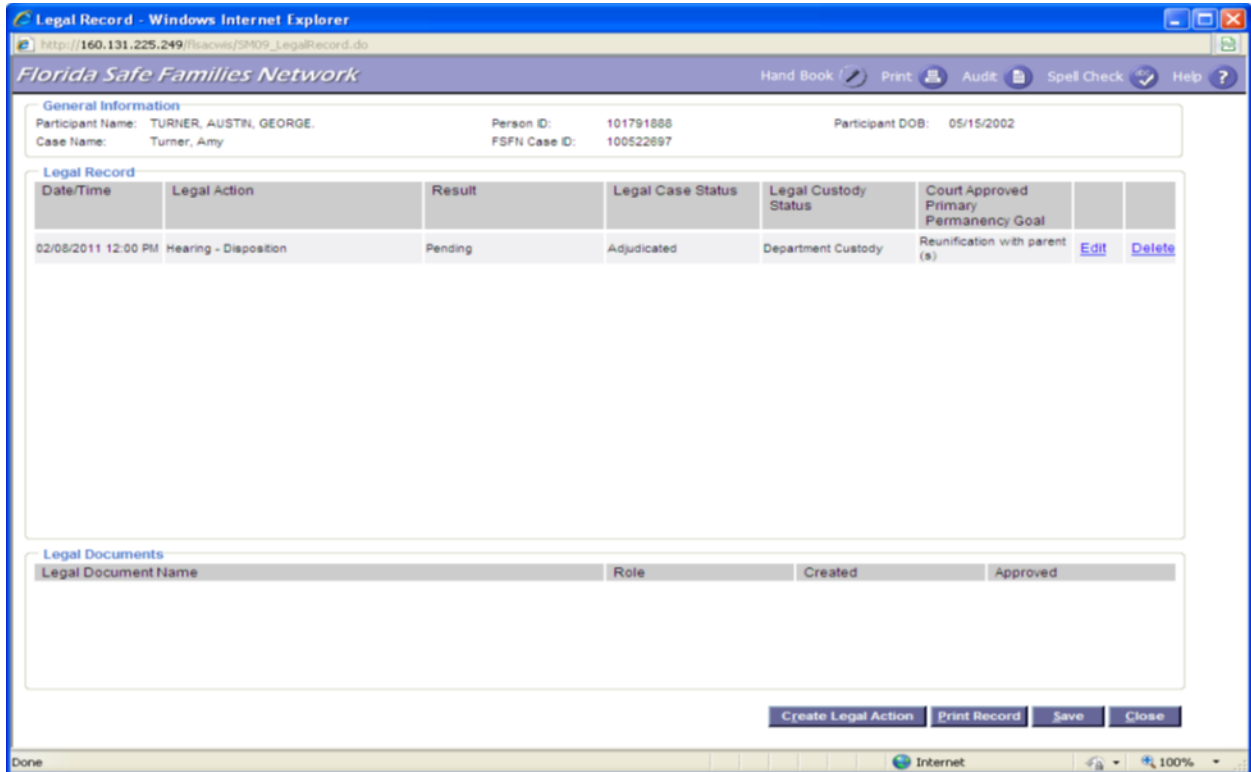 Legal Record - Windows Internet Explorer
http://160.131.225.249/fisacwis/SM09_LegalRecord.do
Florida Safe Families Network Hand Book Print Audit Spell Check Help ?
General Information
Participant Name: TURNER, AUSTIN, GEORGE. Person ID: 101791888 Participant DOB: 05/15/2002
Case Name: Turner, Amy FSFN Case ID: 100522697
Legal Record
Date/Time Legal Action Result Legal Case Status Legal Custody Status Court Approved Primary Permanency Goal
02/08/2011 12:00 PM Hearing - Disposition Pending Adjudicated Department Custody Reunification with parent (s) Edit Delete
Legal Documents
Legal Document Name Role Created Approved
Create Legal Action Print Record Save Close
Done Internet 100%